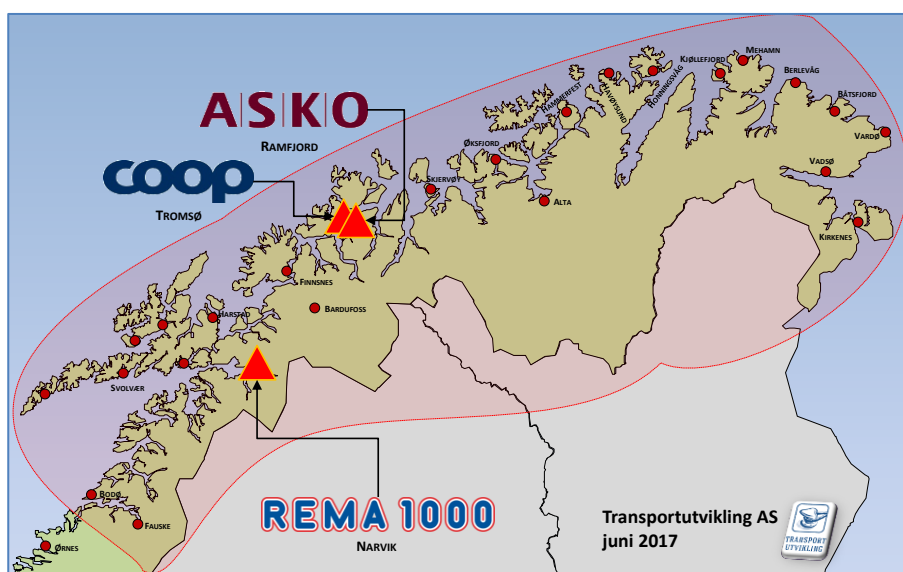 MEHAMN
KJØLLEFJORD
BERLEVÅG
HONNINGSVÅG
HAVØYSUND
HAMMERFEST
BÅTSFJORD
A|S|K|O
RAMFJORD
VARDØ
ØKSFJORD
coop
VADSØ
SKJERVØY
ALTA
TROMSØ
KIRKENES
FINNSNES
BARDUFOSS
HARSTAD
SVOLVÆR
BODØ
REMA 1000
NARVIK
FAUSKE
ØRNES
Transportutvikling AS
juni 2017
TRANSPORT
UTVIKLING